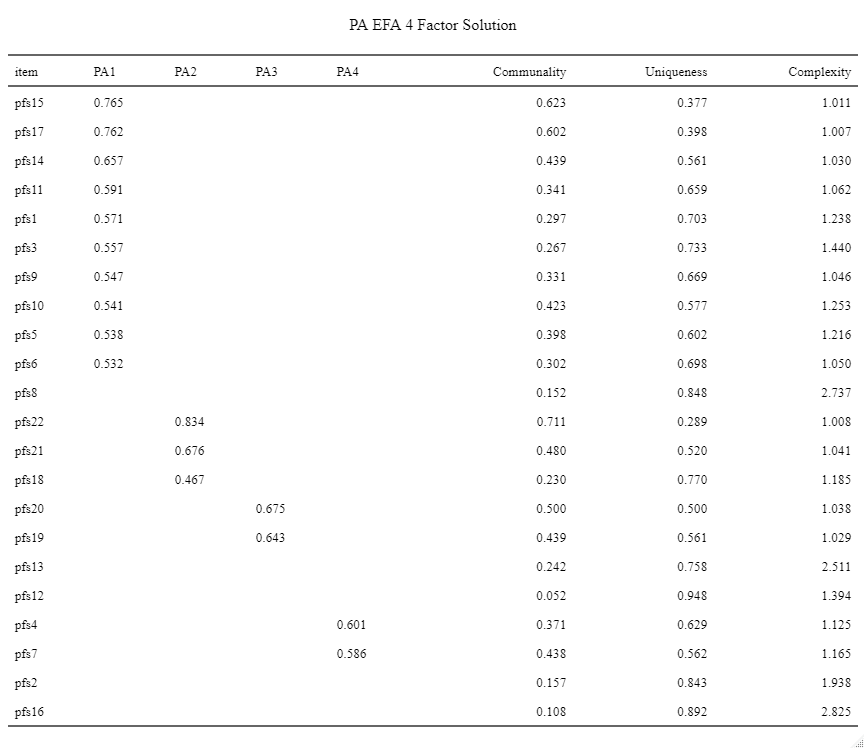 PA EFA 4 Factor Solution
item PA1 PA2 PA3 PA4 Communality Uniqueness Complexity
pfs15 0.765 0.623 0.377 1.011
pfs17 0.762 0.602 0.398 1.007
pfs14 0.657 0.439 0.561 1.030
pfs11 0.591 0.341 0.659 1.062
pfs1 0.571 0.297 0.703 1.238
pfs3 0.557 0.267 0.733 1.440
pfs9 0.547 0.331 0.669 1.046
pfs10 0.541 0.423 0.577 1.253
pfs5 0.538 0.398 0.602 1.216
pfs6 0.532 0.302 0.698 1.050
pfs8 0.152 0.848 2.737
pfs22 0.834 0.711 0.289 1.008
pfs21 0.676 0.480 0.520 1.041
pfs18 0.467 0.230 0.770 1.185
pfs20 0.675 0.500 0.500 1.038
pfs19 0.643 0.439 0.561 1.029
pfs13 0.242 0.758 2.511
pfs12 0.052 0.948 1.394
pfs4 0.601 0.371 0.629 1.125
pfs7 0.586 0.438 0.562 1.165
pfs2 0.157 0.843 1.938
pfs16 0.108 0.892 2.825